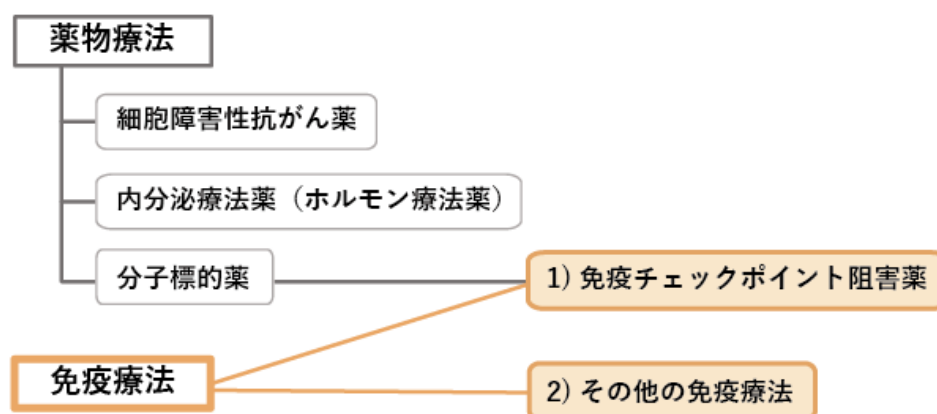 薬物療法
細胞障害性抗がん薬
内分泌療法薬（ホルモン療法薬）
分子標的薬
1) 免疫チェックポイント阻害薬
免疫療法
2) その他の免疫療法